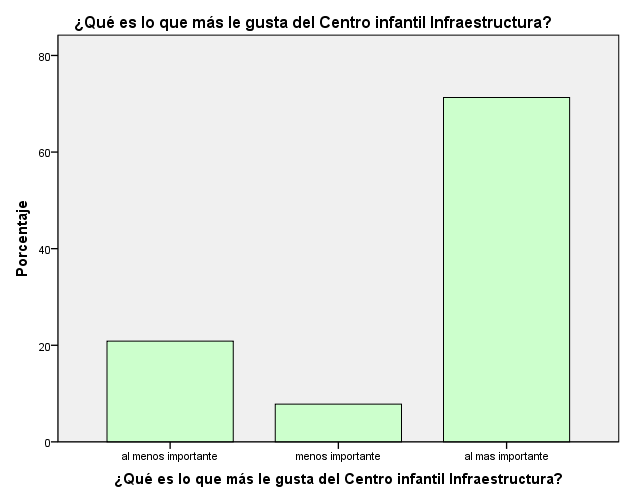 ¿Qué es lo que más le gusta del Centro infantil Infraestructura?
80
60
40
20
0
Porcentaje
al menos importante
menos importante
al mas importante
¿Qué es lo que más le gusta del Centro infantil Infraestructura?